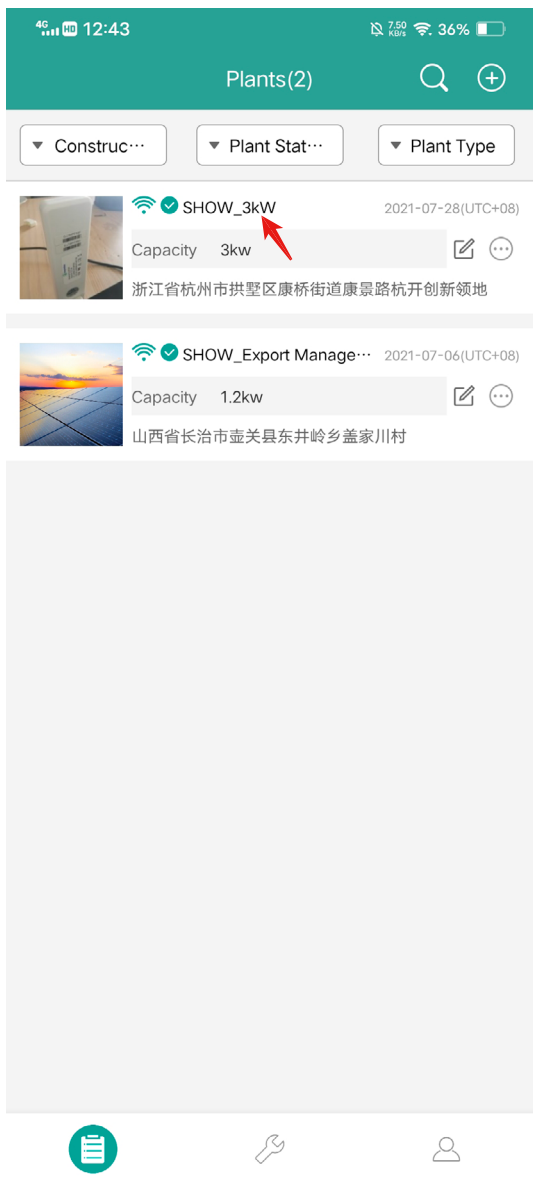 4G HD 12:43 7.50 KB/s 36%
Plants(2)
Construc··· Plant Stat··· Plant Type
SHOW_3kW 2021-07-28(UTC+08)
Capacity 3kw
浙江省杭州市拱墅区康桥街道康景路杭开创新领地
SHOW_Export Manage··· 2021-07-06(UTC+08)
Capacity 1.2kw
山西省长治市壶关县东井岭乡盖家川村